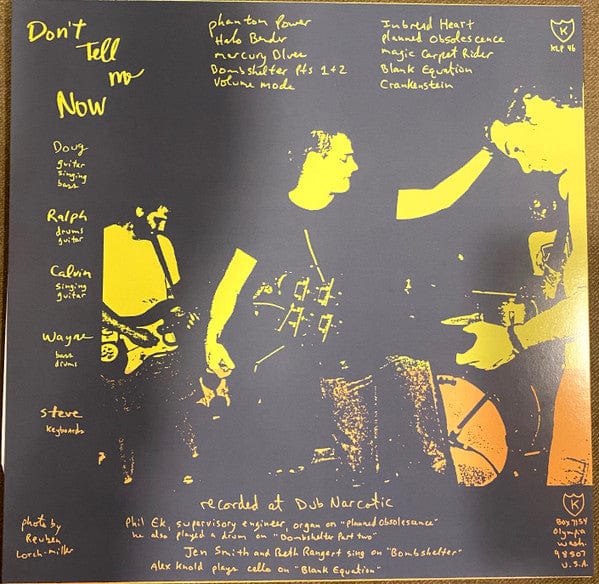 Don't
Tell
me
Now
phantom Power
Halo Bender
mercury Blues
Bombshelter Pts 1+2
Volume mode
Inbread Heart
planned Obsolescence
magic Carpet Rider
Blank Equation
Crankenstein
K
KLP 46
Doug
guitar
singing
bass
Ralph
drums
guitar
Calvin
singing
guitar
Wayne
bass
drums
Steve
keyboards
recorded at Dub Narcotic
Phil Ek, supervisory engineer, organ on "planned Obsolescence"
he also played a drum on "Bombshelter Part two"
Jen Smith and Beth Rangert sing on "Bombshelter"
Alex Khold plays cello on "Blank Equation"
photo by
Reuben
Lorch-miller
K
Box 7154
Olympia
Wash.
98507
U.S.A.